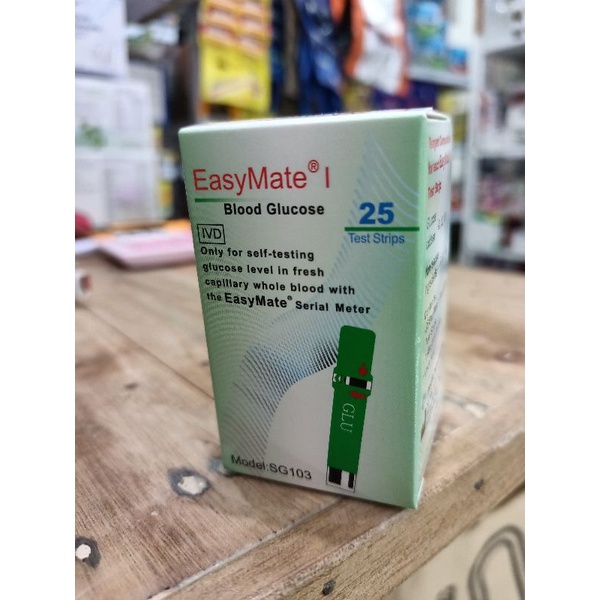 EasyMate® I
Blood Glucose
25
Test Strips
IVD
Only for self-testing
glucose level in fresh
capillary whole blood with
the EasyMate® Serial Meter
GLU
Model:SG103